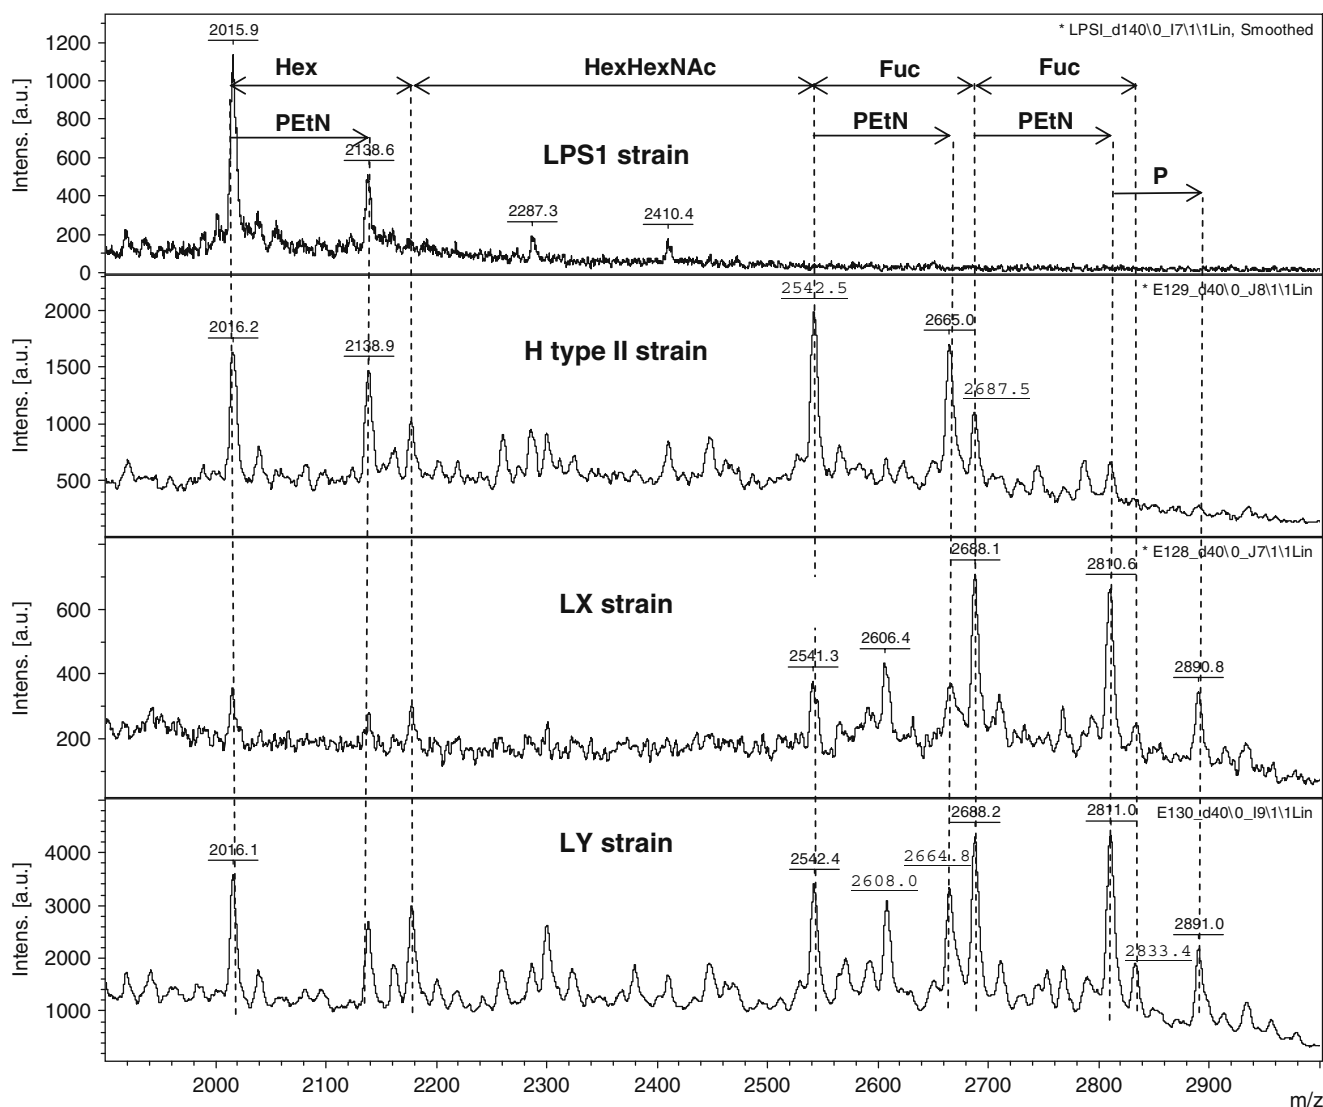 * LPSI_d140\0_I7\1\1Lin, Smoothed
2015.9
Hex
HexHexNAc
Fuc
Fuc
PEtN
PEtN
PEtN
P
2138.6
LPS1 strain
2287.3
2410.4
Intens. [a.u.]
1200
1000
800
600
400
200
0
* E129_d40\0_J8\1\1Lin
2016.2
2138.9
H type II strain
2542.5
2665.0
2687.5
Intens. [a.u.]
2000
1500
1000
500
* E128_d40\0_J7\1\1Lin
LX strain
2541.3
2606.4
2688.1
2810.6
2890.8
Intens. [a.u.]
600
400
200
E130_d40\0_I9\1\1Lin
2016.1
LY strain
2542.4
2608.0
2664.8
2688.2
2811.0
2833.4
2891.0
Intens. [a.u.]
4000
3000
2000
1000
2000 2100 2200 2300 2400 2500 2600 2700 2800 2900
m/z